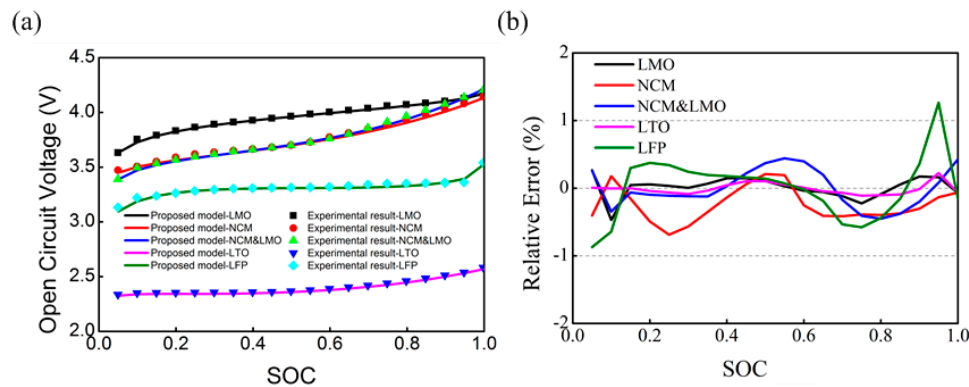 (a)
(b)
4.5
4.0
3.5
3.0
2.5
2.0
Open Circuit Voltage (V)
Proposed model-LMO
Proposed model-NCM
Proposed model-NCM&LMO
Proposed model-LTO
Proposed model-LFP
Experimental result-LMO
Experimental result-NCM
Experimental result-NCM&LMO
Experimental result-LTO
Experimental result-LFP
0.0 0.2 0.4 0.6 0.8 1.0
SOC
2
1
0
-1
-2
Relative Error (%)
LMO
NCM
NCM&LMO
LTO
LFP
0.0 0.2 0.4 0.6 0.8 1.0
SOC